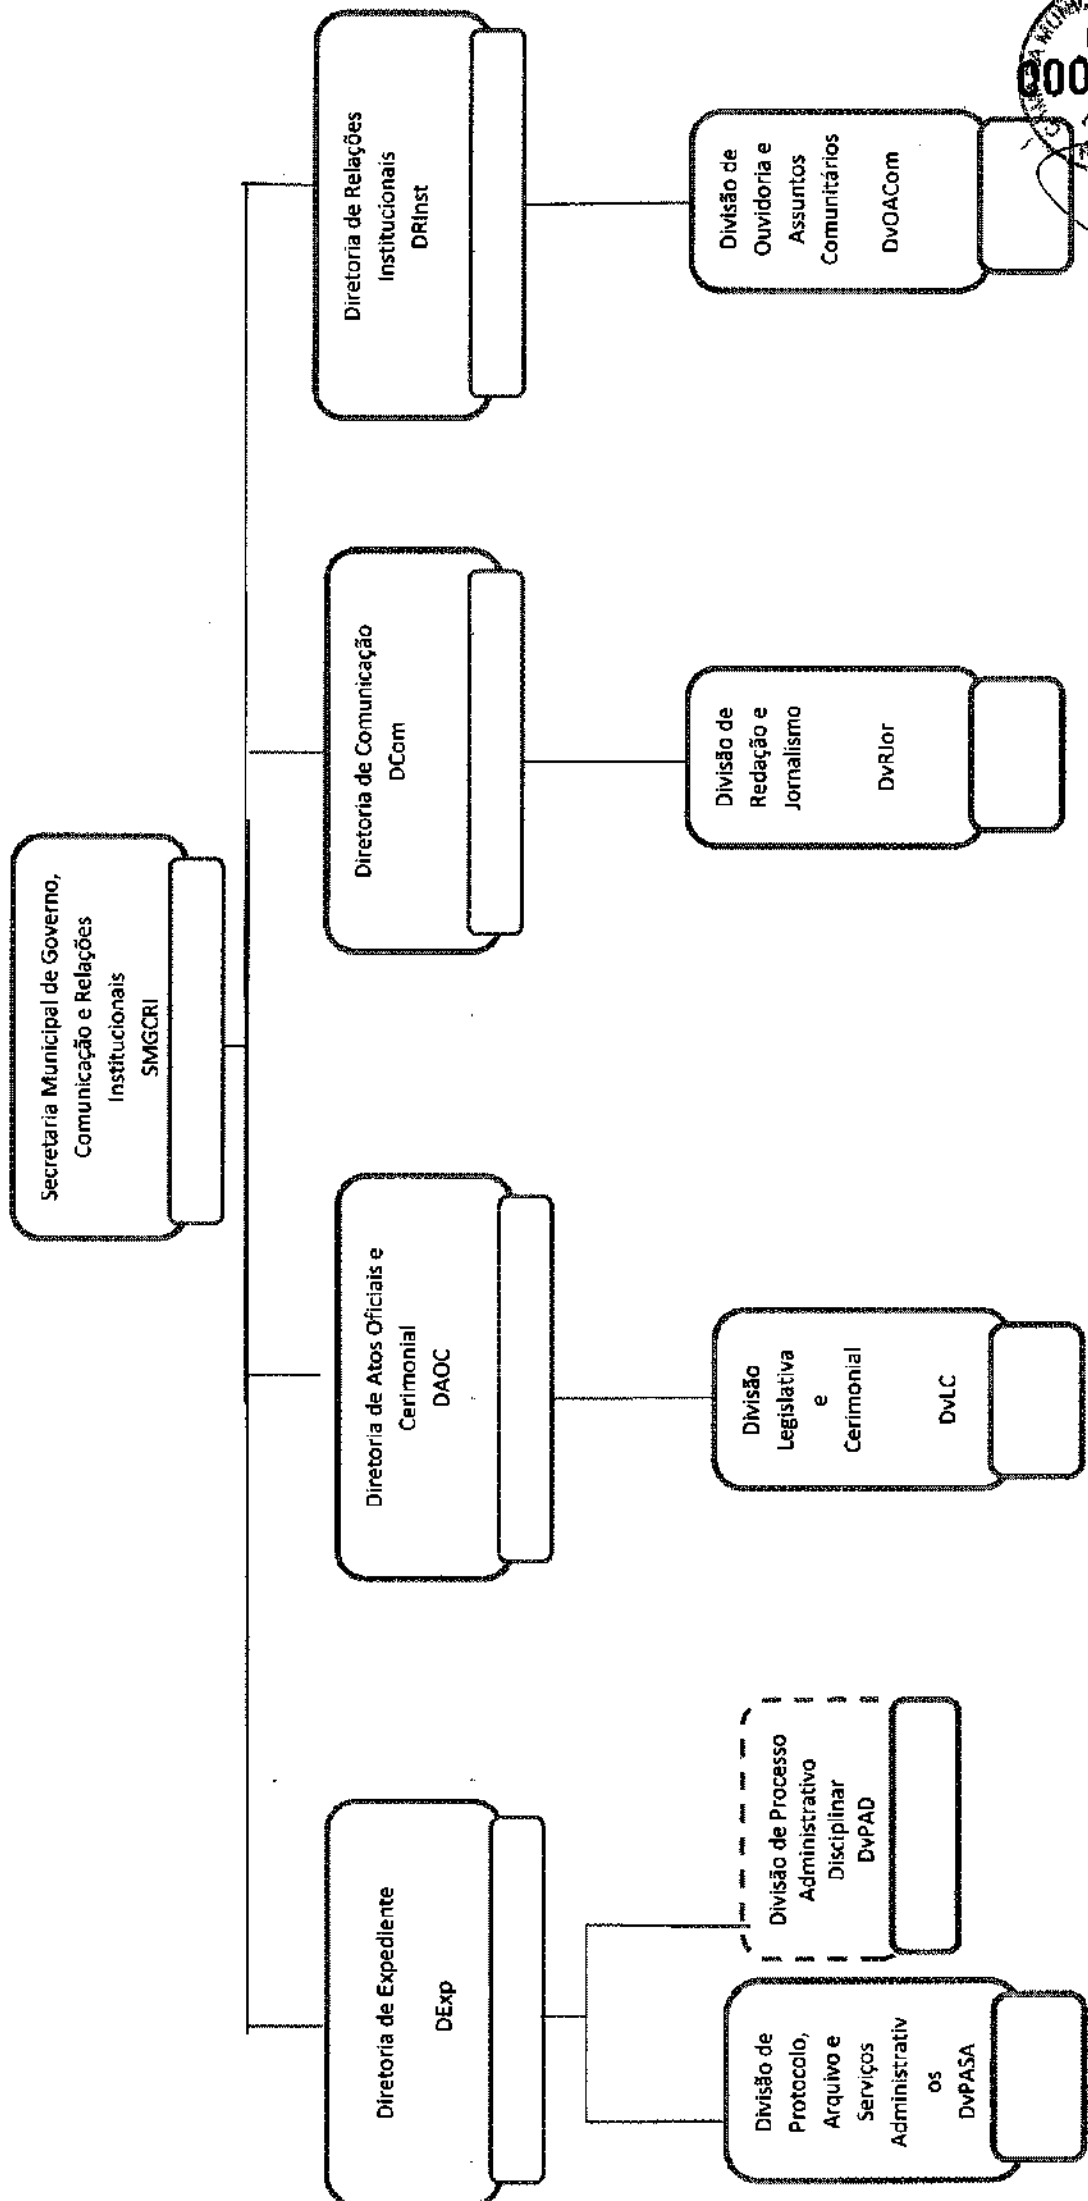 Secretaria Municipal de Governo,
Comunicação e Relações
Institucionais
SMGCRI
Diretoria de Expediente
DExp
Diretoria de Atos Oficiais e
Cerimonial
DAOC
Diretoria de Comunicação
DCom
Diretoria de Relações
Institucionais
DRInst
Divisão de
Protocolo,
Arquivo e
Serviços
Administrativ
os
DvPASA
Divisão de Processo
Administrativo
Disciplinar
DvPAD
Divisão
Legislativa
e
Cerimonial
DvLC
Divisão de
Redação e
Jornalismo
DvRJor
Divisão de
Ouvidoria e
Assuntos
Comunitários
DvOACom